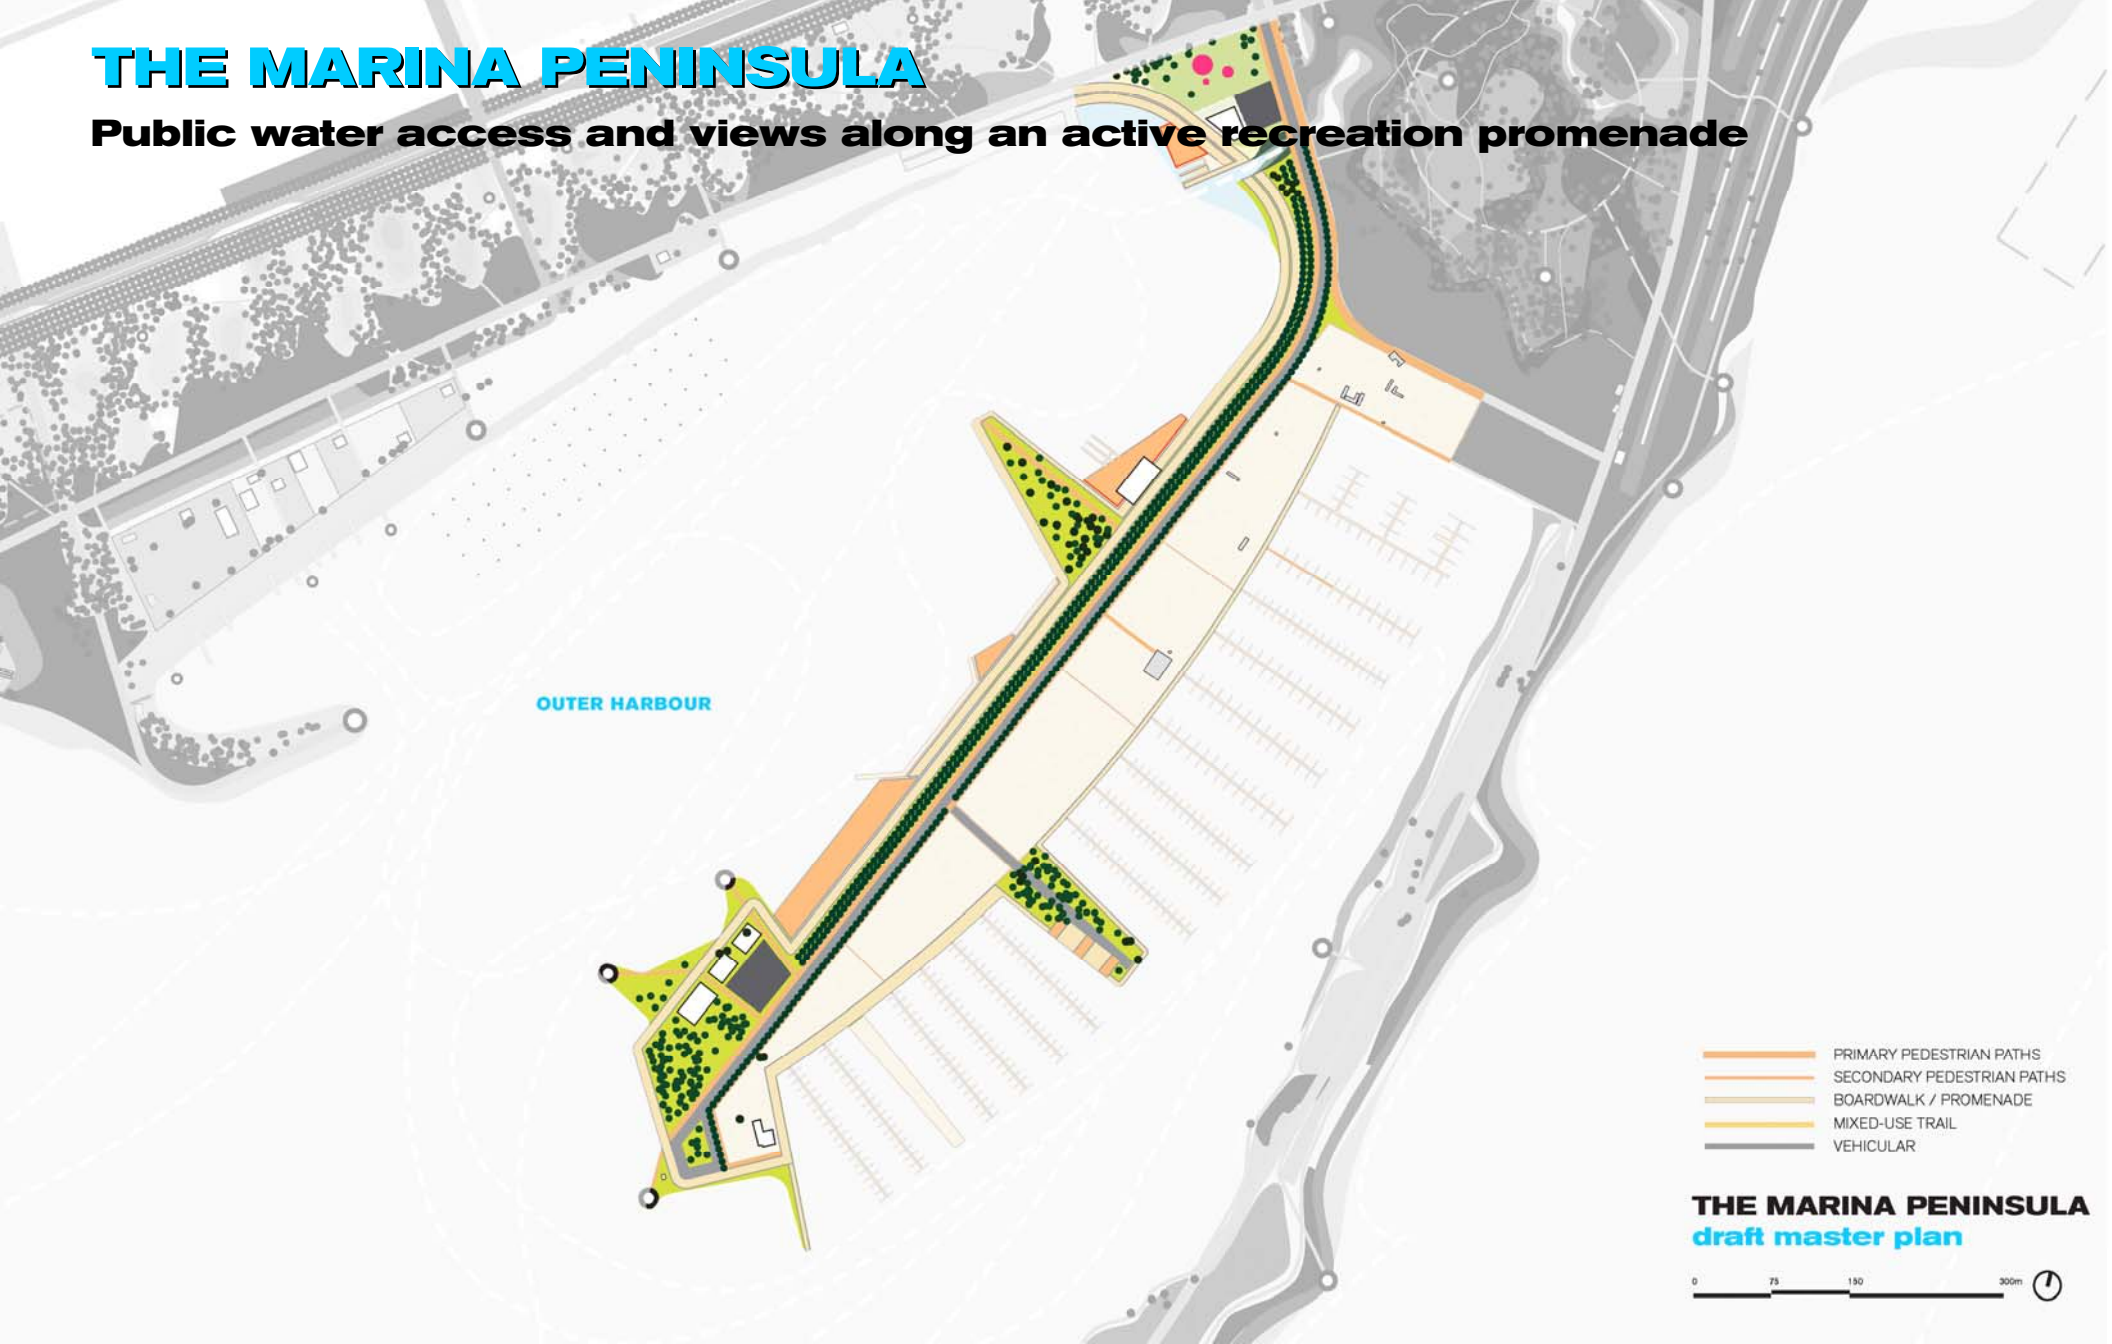 THE MARINA PENINSULA
Public water access and views along an active recreation promenade
OUTER HARBOUR
PRIMARY PEDESTRIAN PATHS
SECONDARY PEDESTRIAN PATHS
BOARDWALK / PROMENADE
MIXED-USE TRAIL
VEHICULAR
THE MARINA PENINSULA
draft master plan
0 75 150 300m